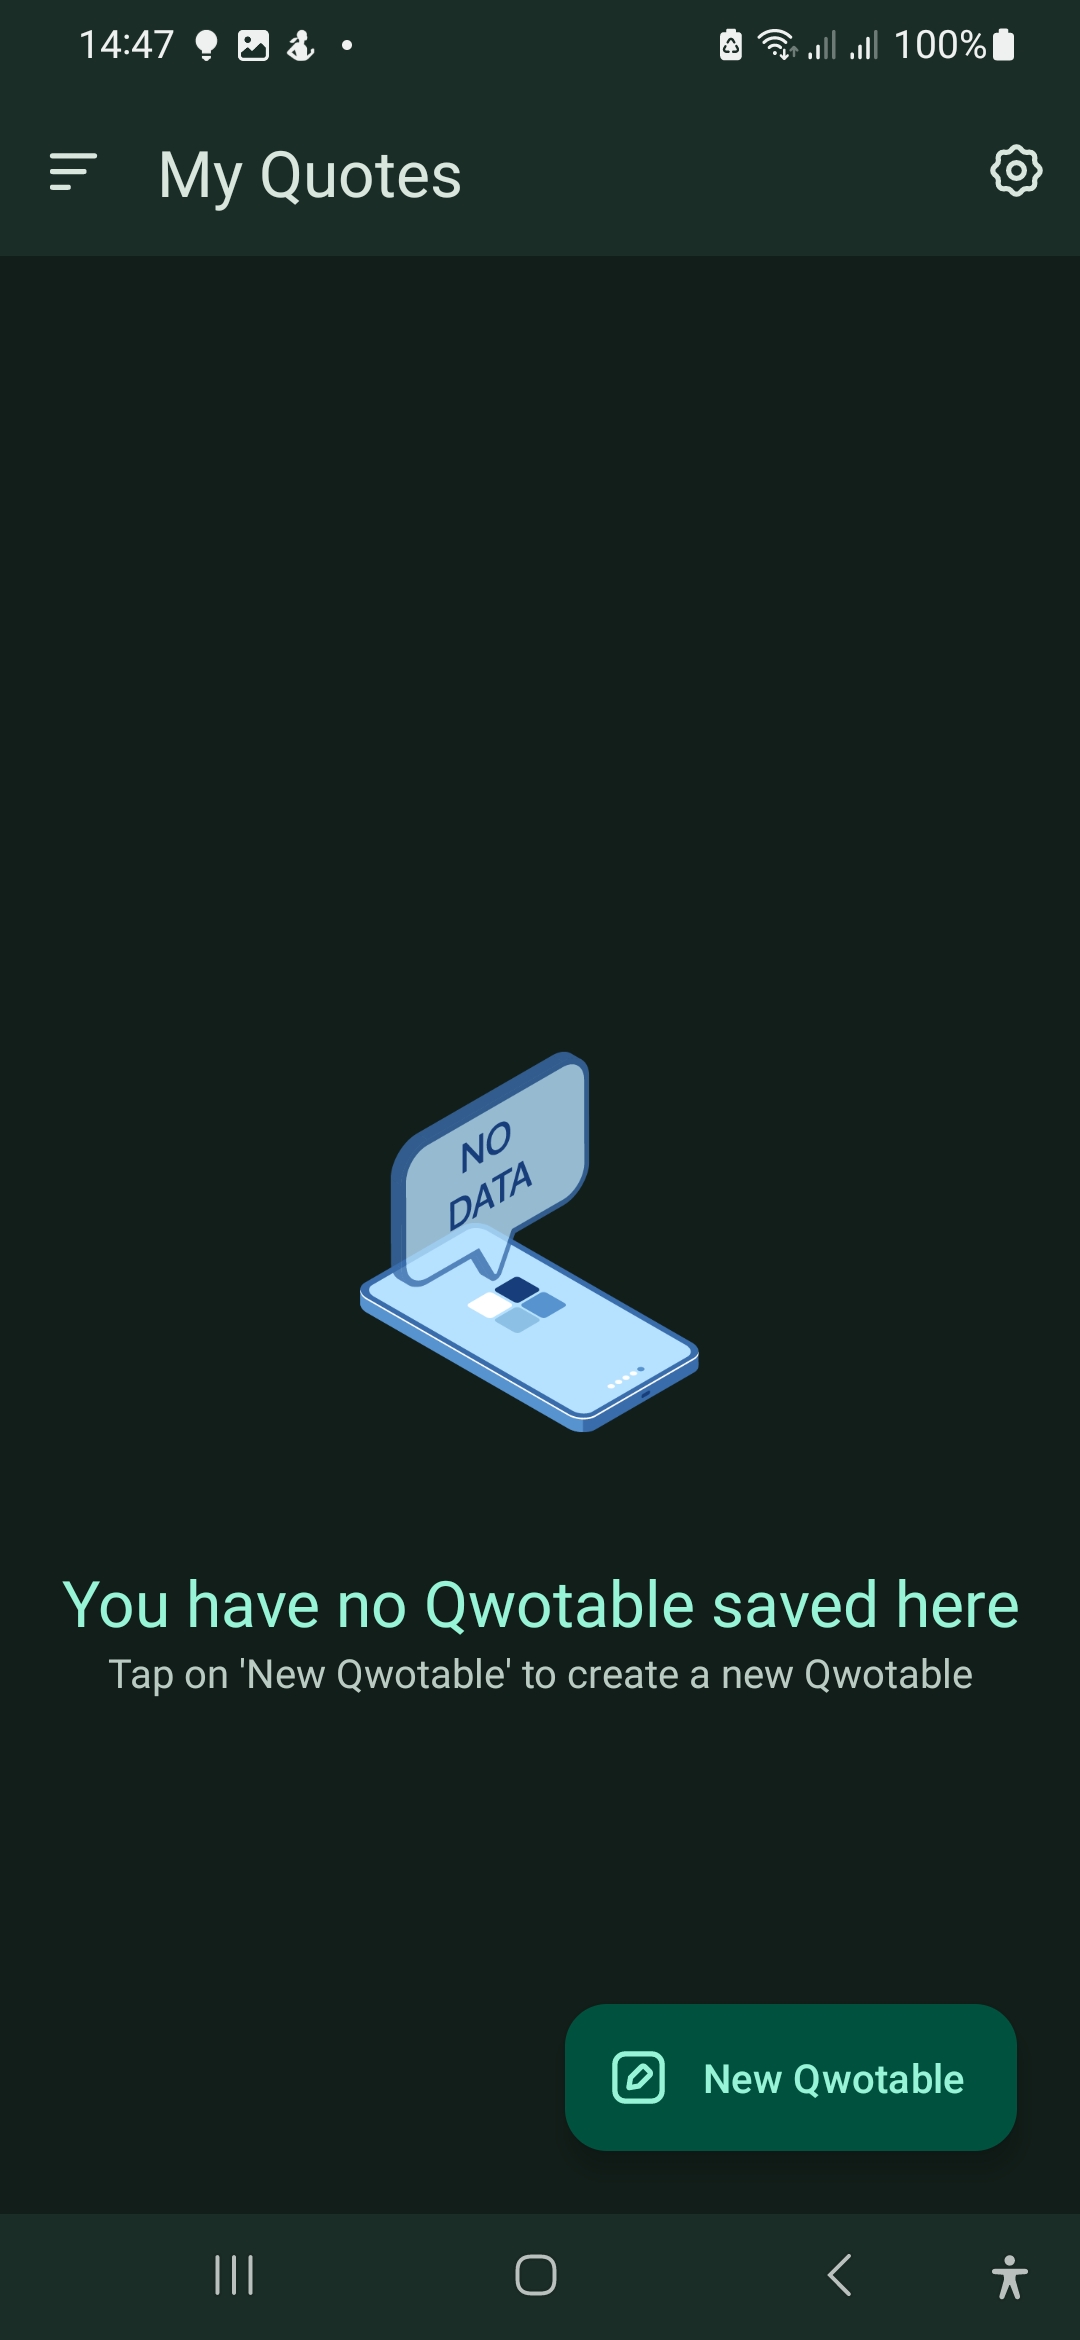 14:47
100%
My Quotes
NO
DATA
You have no Qwotable saved here
Tap on 'New Qwotable' to create a new Qwotable
New Qwotable